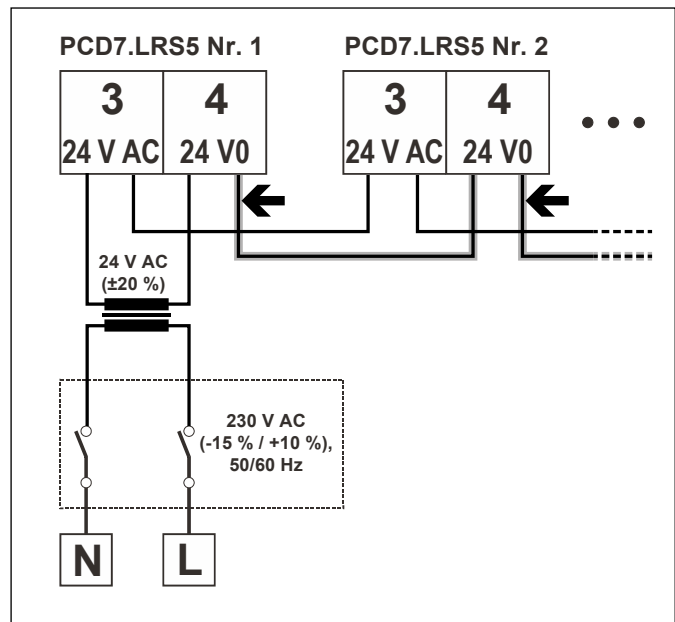 PCD7.LRS5 Nr. 1
PCD7.LRS5 Nr. 2
3
4
3
4
24 V AC
24 V0
24 V AC
24 V0
24 V AC
(±20 %)
230 V AC
(-15 % / +10 %),
50/60 Hz
N
L